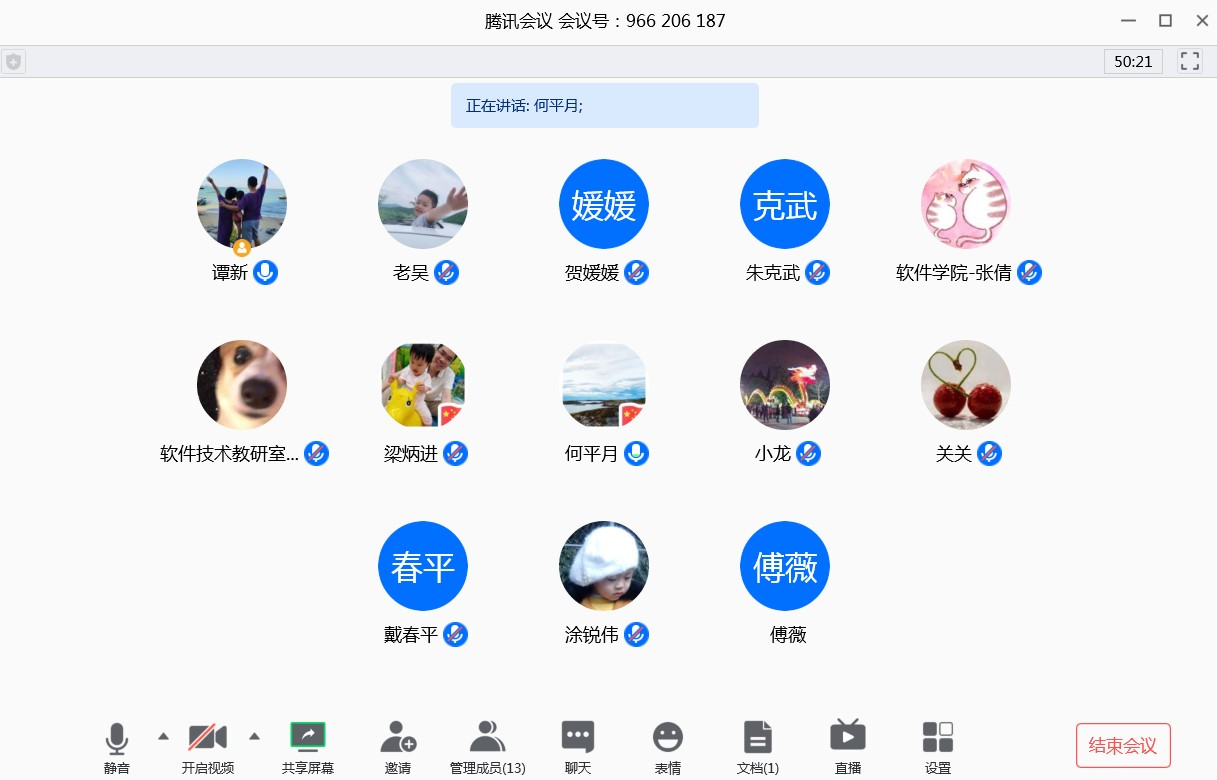 腾讯会议 会议号：966 206 187
50:21
正在讲话: 何平月;
媛媛 克武
谭新 老吴 贺媛媛 朱克武 软件学院-张倩
软件技术教研室... 梁炳进 何平月 小龙 关关
春平 傅薇
戴春平 涂锐伟 傅薇
静音 开启视频 共享屏幕 邀请 管理成员(13) 聊天 表情 文档(1) 直播 设置 结束会议